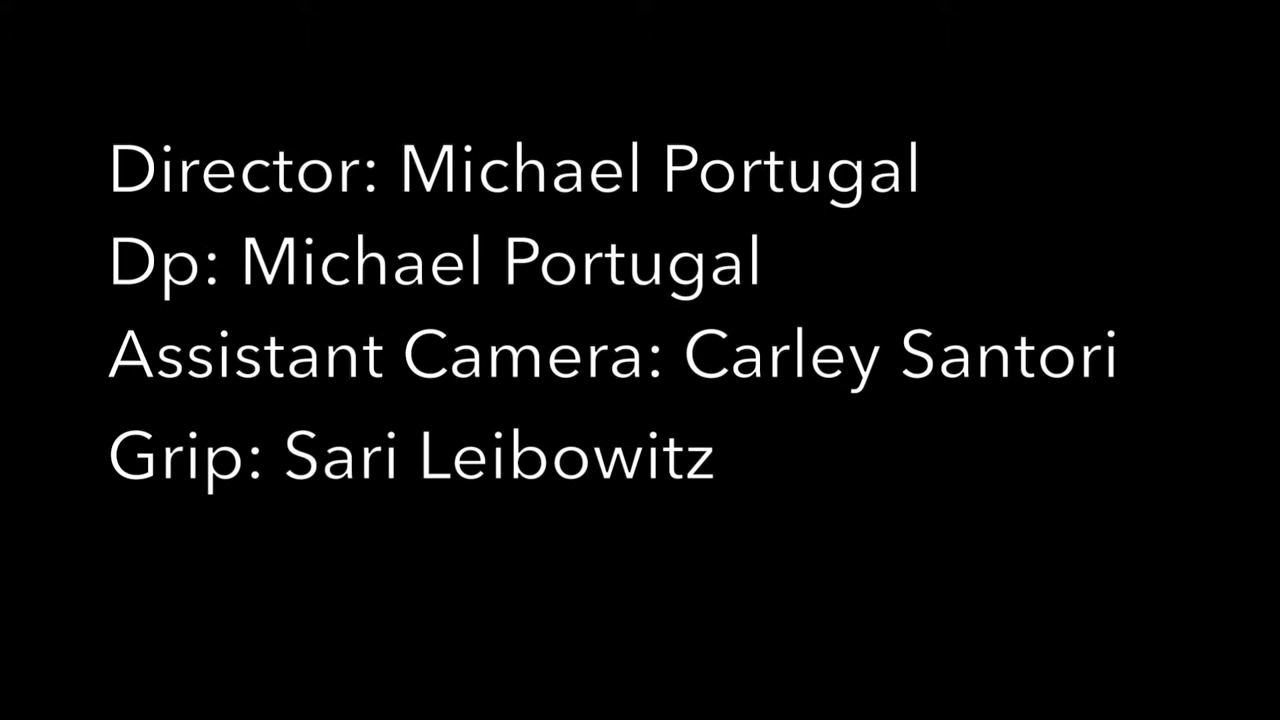 Director: Michael Portugal
Dp: Michael Portugal
Assistant Camera: Carley Santori
Grip: Sari Leibowitz